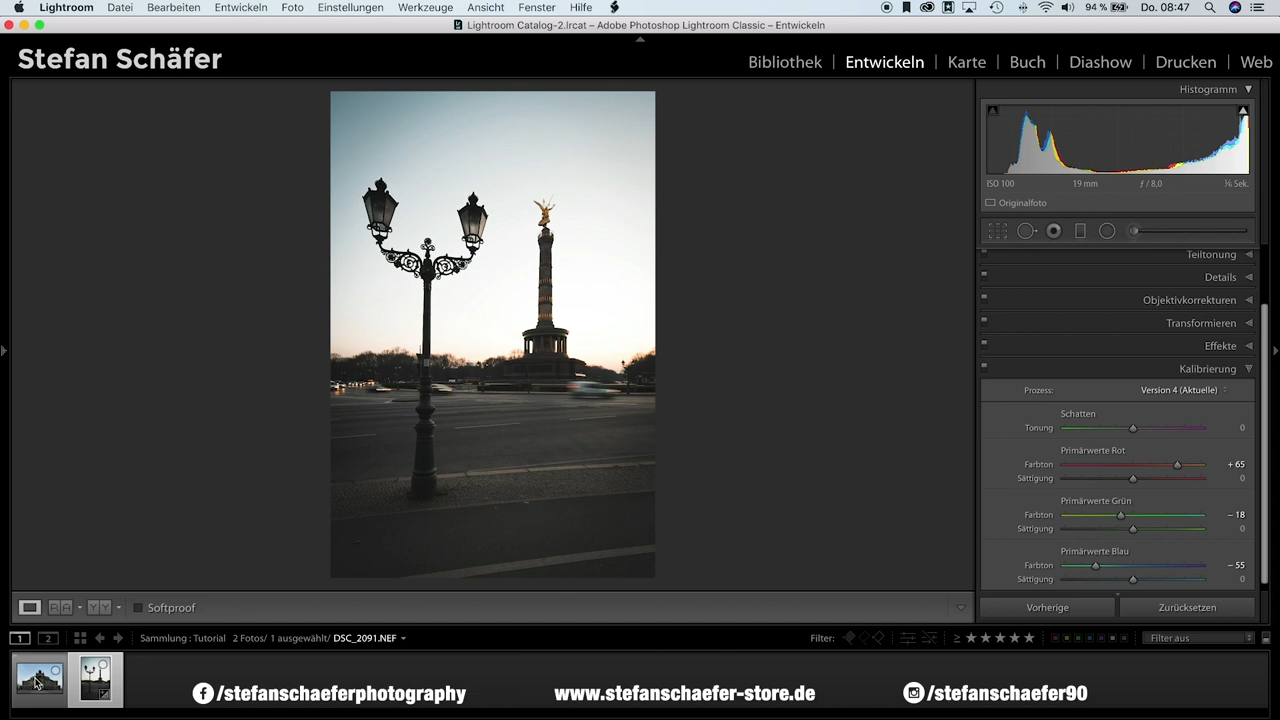 Lightroom Datei Bearbeiten Entwickeln Foto Einstellungen Werkzeuge Ansicht Fenster Hilfe 94 % Do. 08:47
Lightroom Catalog-2.lrcat – Adobe Photoshop Lightroom Classic – Entwickeln
Stefan Schäfer
Bibliothek | Entwickeln | Karte | Buch | Diashow | Drucken | Web
Histogramm
ISO 100 19 mm ƒ / 8,0 ⅙ Sek.
Originalfoto
Teiltonung
Details
Objektivkorrekturen
Transformieren
Effekte
Kalibrierung
Prozess: Version 4 (Aktuelle)
Schatten
Tonung 0
Primärwerte Rot
Farbton + 65
Sättigung 0
Primärwerte Grün
Farbton – 18
Sättigung 0
Primärwerte Blau
Farbton – 55
Sättigung 0
R A Y Y Softproof
Vorherige Zurücksetzen
1 2 Sammlung : Tutorial 2 Fotos/ 1 ausgewählt/ DSC_2091.NEF Filter: ≥ ★★★★★ Filter aus
/stefanschaeferphotography www.stefanschaefer-store.de /stefanschaefer90